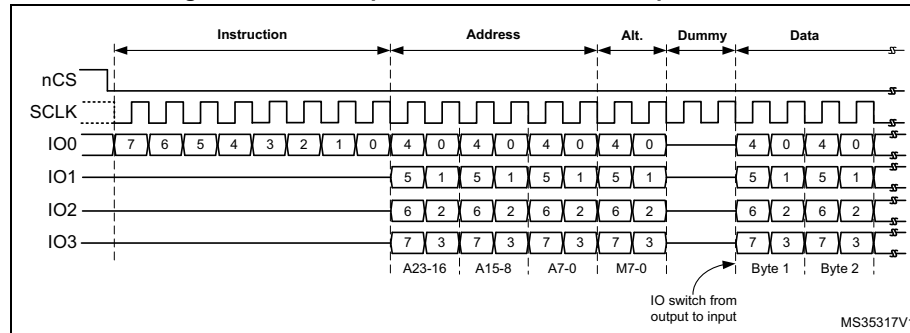 Instruction Address Alt. Dummy Data
nCS
SCLK
IO0 7 6 5 4 3 2 1 0 4 0 4 0 4 0 4 0 4 0 4 0
IO1 5 1 5 1 5 1 5 1 5 1 5 1
IO2 6 2 6 2 6 2 6 2 6 2 6 2
IO3 7 3 7 3 7 3 7 3 7 3 7 3
A23-16 A15-8 A7-0 M7-0 Byte 1 Byte 2
IO switch from
output to input